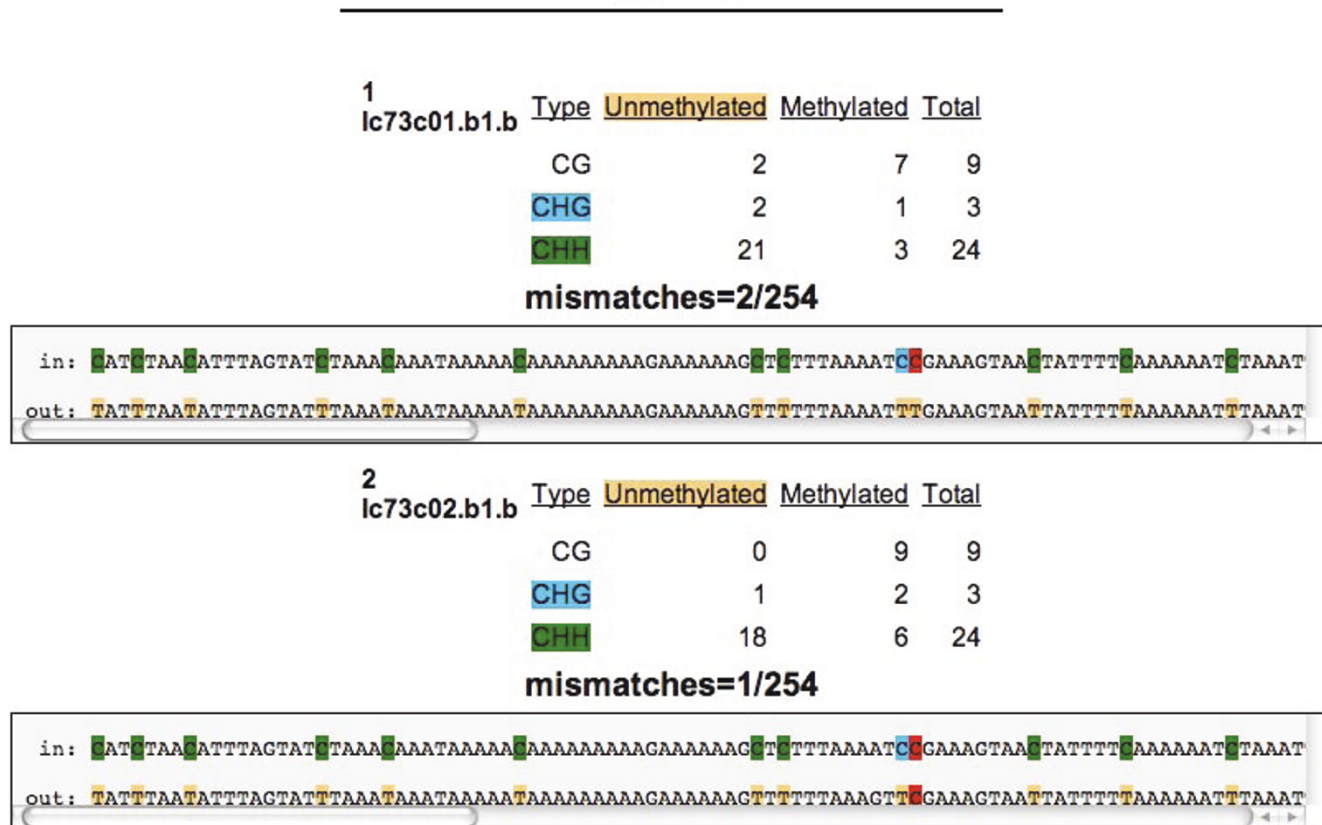 1
lc73c01.b1.b
Type Unmethylated Methylated Total
CG 2 7 9
CHG 2 1 3
CHH 21 3 24
mismatches=2/254
in: CATCTAACATTTAGTATCTAAACAAATAAAAACAAAAAAAAAGAAAAAAGCTCTTTAAAATCCGAAAGTAACTATTTTCAAAAAATCTAAAT
out: TATTTAATATTTAGTATTTAAATAAATAAAAATAAAAAAAAAGAAAAAAGTTTTTTAAAATTTGAAAGTAATTATTTTTAAAAAATTTAAAT
2
lc73c02.b1.b
Type Unmethylated Methylated Total
CG 0 9 9
CHG 1 2 3
CHH 18 6 24
mismatches=1/254
in: CATCTAACATTTAGTATCTAAACAAATAAAAACAAAAAAAAAGAAAAAAGCTCTTTAAAATCCGAAAGTAACTATTTTCAAAAAATCTAAAT
out: TATTTAATATTTAGTATTTAAATAAATAAAAATAAAAAAAAAGAAAAAAGTTTTTTAAAGTTCGAAAGTAATTATTTTTAAAAAATTTAAAT